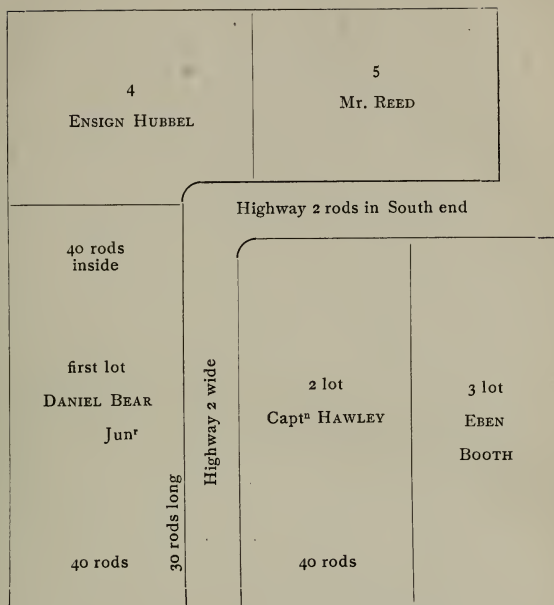 4
ENSIGN HUBBEL
5
Mr. REED
Highway 2 rods in South end
40 rods
inside
first lot
DANIEL BEAR
Junʳ
40 rods
30 rods long
Highway 2 wide
2 lot
Captⁿ HAWLEY
40 rods
3 lot
EBEN
BOOTH